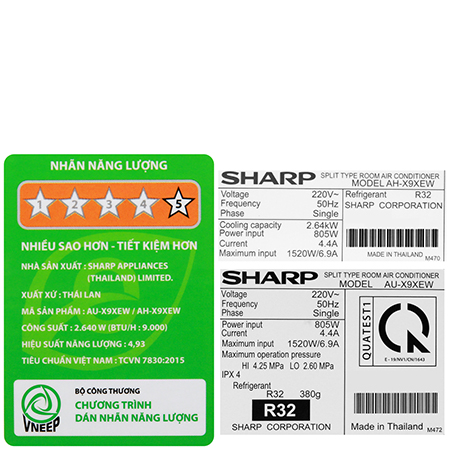 NHÃN NĂNG LƯỢNG
1 2 3 4 5
NHIỀU SAO HƠN - TIẾT KIỆM HƠN
NHÀ SẢN XUẤT : SHARP APPLIANCES
(THAILAND) LIMITED.
XUẤT XỨ : THÁI LAN
MÃ SẢN PHẨM : AU-X9XEW / AH-X9XEW
CÔNG SUẤT : 2.640 W (BTU/H : 9.000)
HIỆU SUẤT NĂNG LƯỢNG : 4,93
TIÊU CHUẨN VIỆT NAM : TCVN 7830:2015
VNEEP
BỘ CÔNG THƯƠNG
CHƯƠNG TRÌNH
DÁN NHÃN NĂNG LƯỢNG
SHARP SPLIT TYPE ROOM AIR CONDITIONER
MODEL AH-X9XEW
Voltage 220V~ Refrigerant R32
Frequency 50Hz SHARP CORPORATION
Phase Single
Cooling capacity 2.64kW
Power input 805W
Current 4.4A
Maximum input 1520W/6.9A MADE IN THAILAND M470
SHARP SPLIT TYPE ROOM AIR CONDITIONER
MODEL AU-X9XEW
Voltage 220V~
Frequency 50Hz
Phase Single
Power input 805W
Current 4.4A
Maximum input 1520W/6.9A
Maximum operation pressure
HI 4.25 MPa LO 2.60 MPa
IPX 4
Refrigerant
R32 380g
R32
SHARP CORPORATION
QUATEST1
CR
E - 19/NV1/CN/1643
Made in Thailand M472